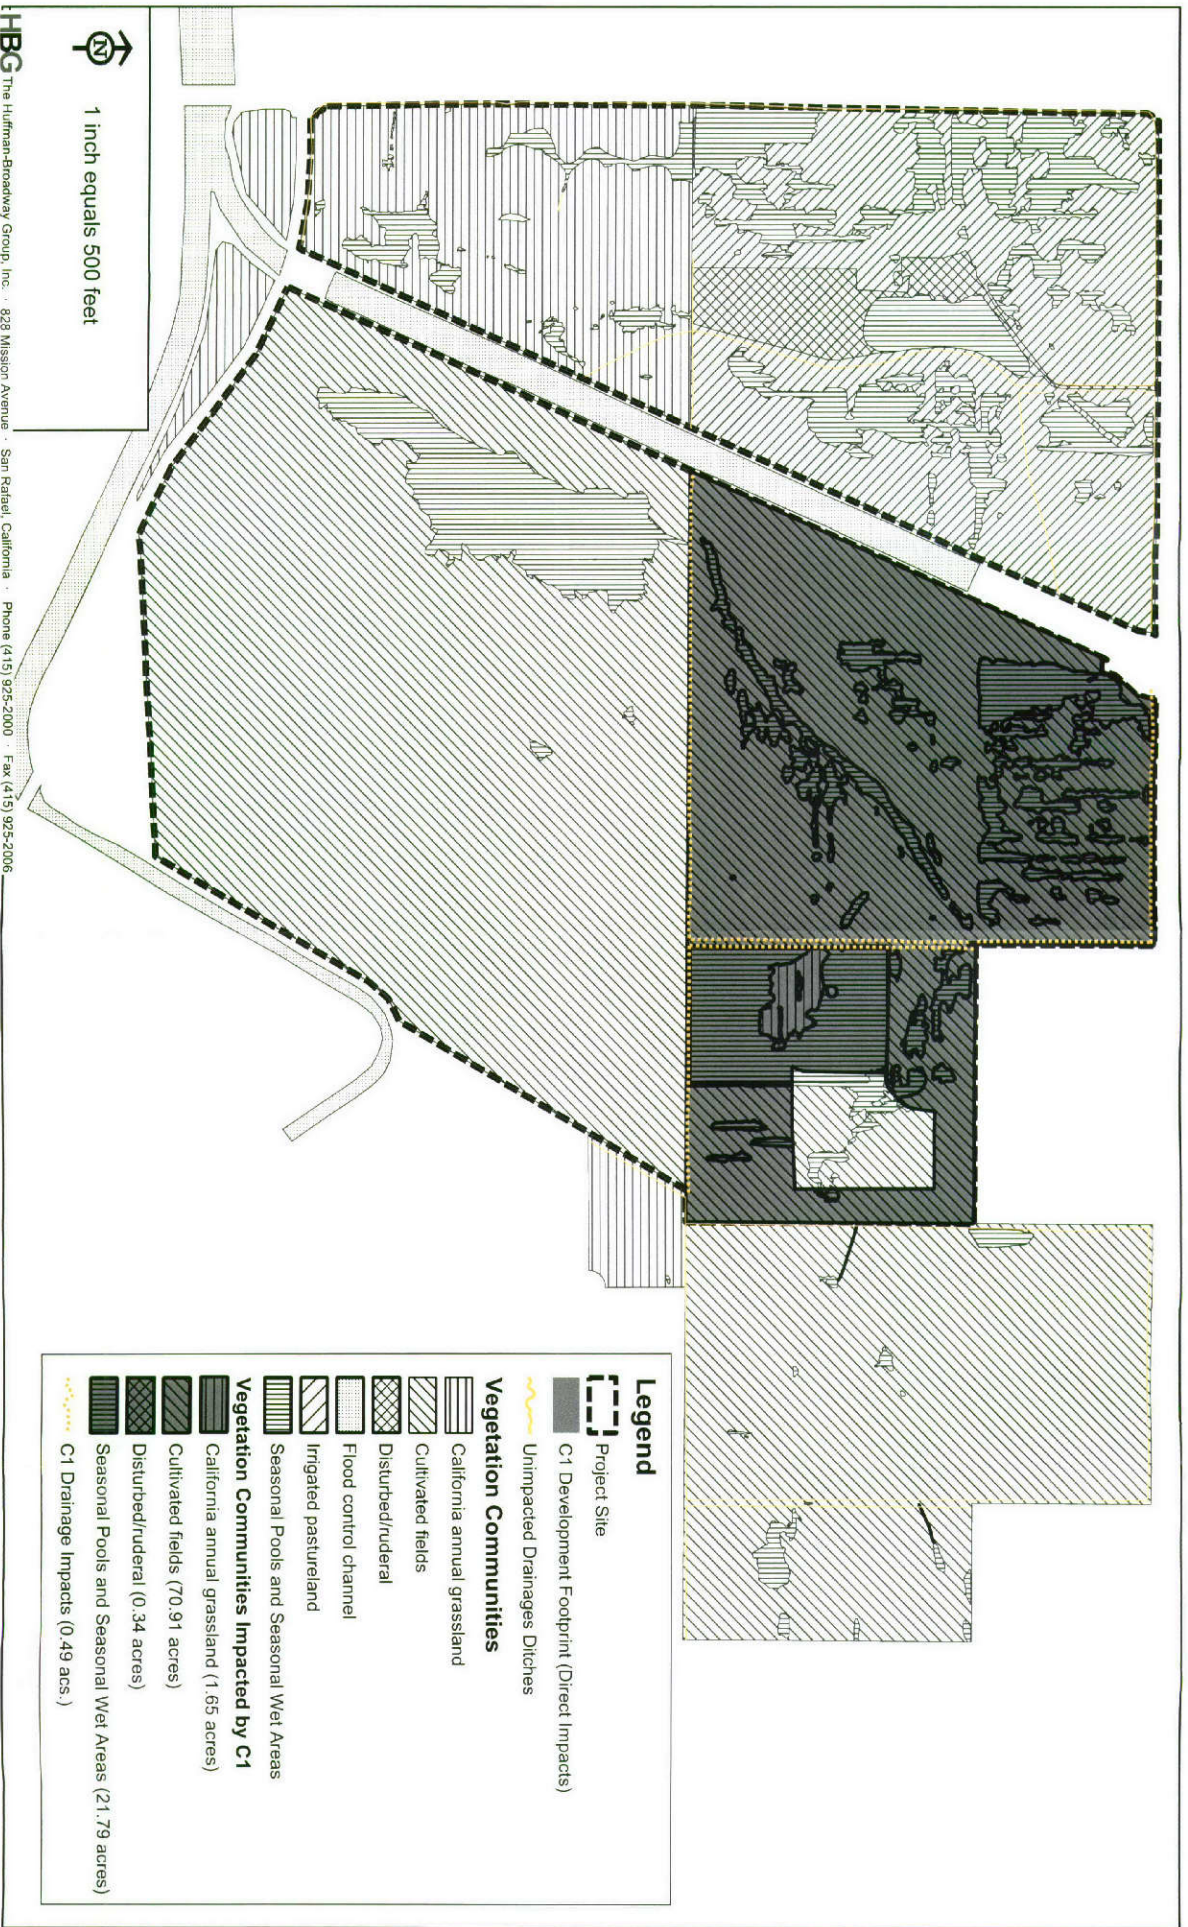 Legend
Project Site
C1 Development Footprint (Direct Impacts)
Unimpacted Drainages Ditches
Vegetation Communities
California annual grassland
Cultivated fields
Disturbed/ruderal
Flood control channel
Irrigated pastureland
Seasonal Pools and Seasonal Wet Areas
Vegetation Communities Impacted by C1
California annual grassland (1.65 acres)
Cultivated fields (70.91 acres)
Disturbed/ruderal (0.34 acres)
Seasonal Pools and Seasonal Wet Areas (21.79 acres)
C1 Drainage Impacts (0.49 acs.)
N
1 inch equals 500 feet
HBG The Huffman-Broadway Group, Inc. · 828 Mission Avenue · San Rafael, California · Phone (415) 925-2000 · Fax (415) 925-2006